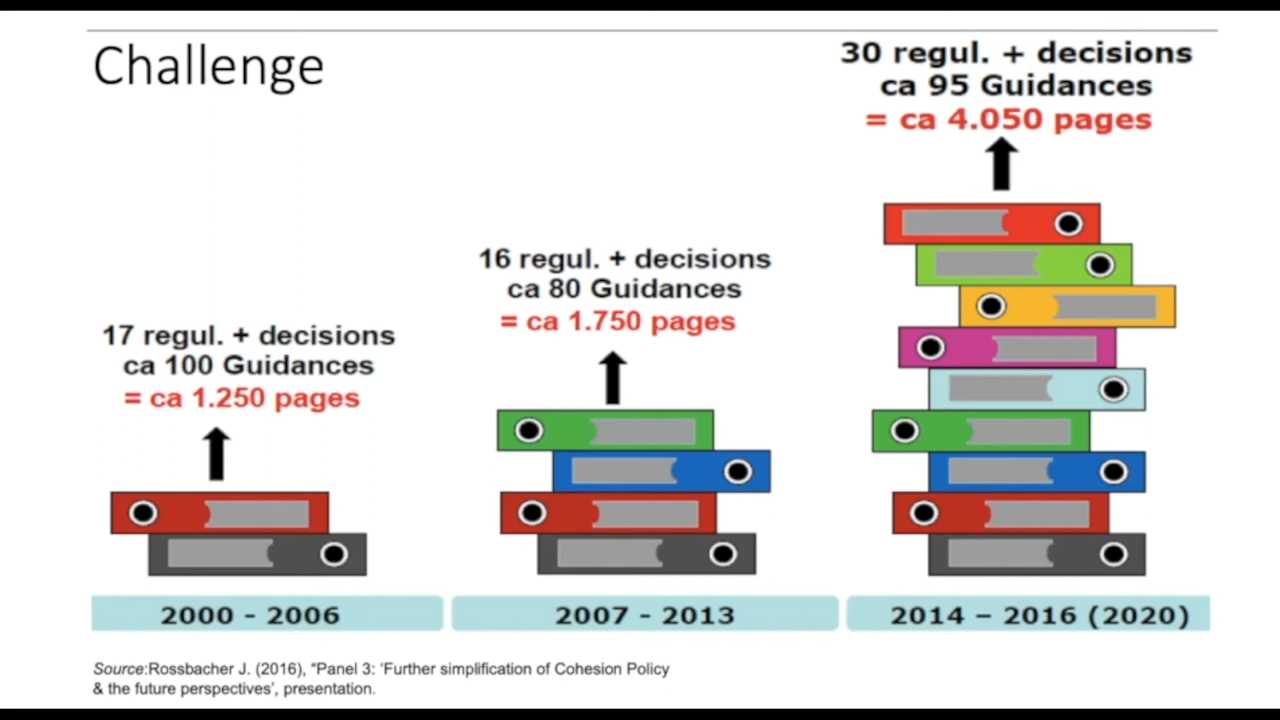 Challenge
30 regul. + decisions
ca 95 Guidances
= ca 4.050 pages
16 regul. + decisions
ca 80 Guidances
= ca 1.750 pages
17 regul. + decisions
ca 100 Guidances
= ca 1.250 pages
2000 - 2006
2007 - 2013
2014 – 2016 (2020)
Source:Rossbacher J. (2016), “Panel 3: ‘Further simplification of Cohesion Policy
& the future perspectives’, presentation.